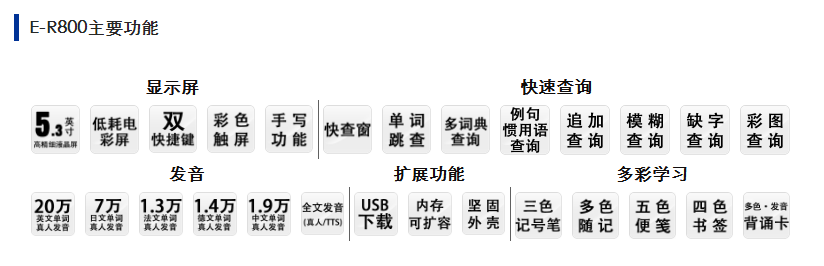 E-R800主要功能
显示屏
快速查询
5.3英寸
高精细液晶屏
低耗电
彩屏
双
快捷键
彩色
触屏
手写
功能
快查窗
单词
跳查
多词典
查询
例句
惯用语
查询
追加
查询
模糊
查询
缺字
查询
彩图
查询
发音
扩展功能
多彩学习
20万
英文单词
真人发音
7万
日文单词
真人发音
1.3万
法文单词
真人发音
1.4万
德文单词
真人发音
1.9万
中文单词
真人发音
全文发音
(真人/TTS)
USB
下载
内存
可扩容
坚固
外壳
三色
记号笔
多色
随记
五色
便笺
四色
书签
多色·发音
背诵卡